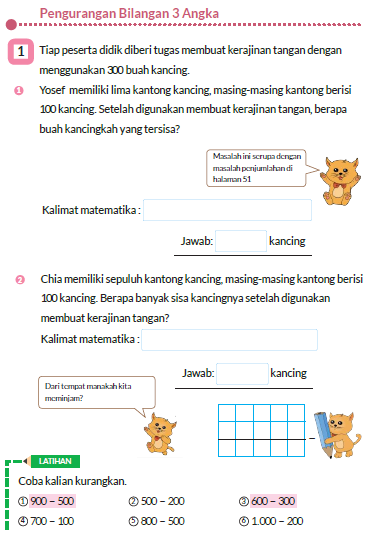 Pengurangan Bilangan 3 Angka
1 Tiap peserta didik diberi tugas membuat kerajinan tangan dengan
menggunakan 300 buah kancing.
① Yosef memiliki lima kantong kancing, masing-masing kantong berisi
100 kancing. Setelah digunakan membuat kerajinan tangan, berapa
buah kancingkah yang tersisa?
Masalah ini serupa dengan
masalah penjumlahan di
halaman 51
Kalimat matematika :
Jawab: kancing
② Chia memiliki sepuluh kantong kancing, masing-masing kantong berisi
100 kancing. Berapa banyak sisa kancingnya setelah digunakan
membuat kerajinan tangan?
Kalimat matematika :
Jawab: kancing
Dari tempat manakah kita
meminjam?
–
LATIHAN
Coba kalian kurangkan.
① 900 – 500 ② 500 – 200 ③ 600 – 300
④ 700 – 100 ⑤ 800 – 500 ⑥ 1.000 – 200